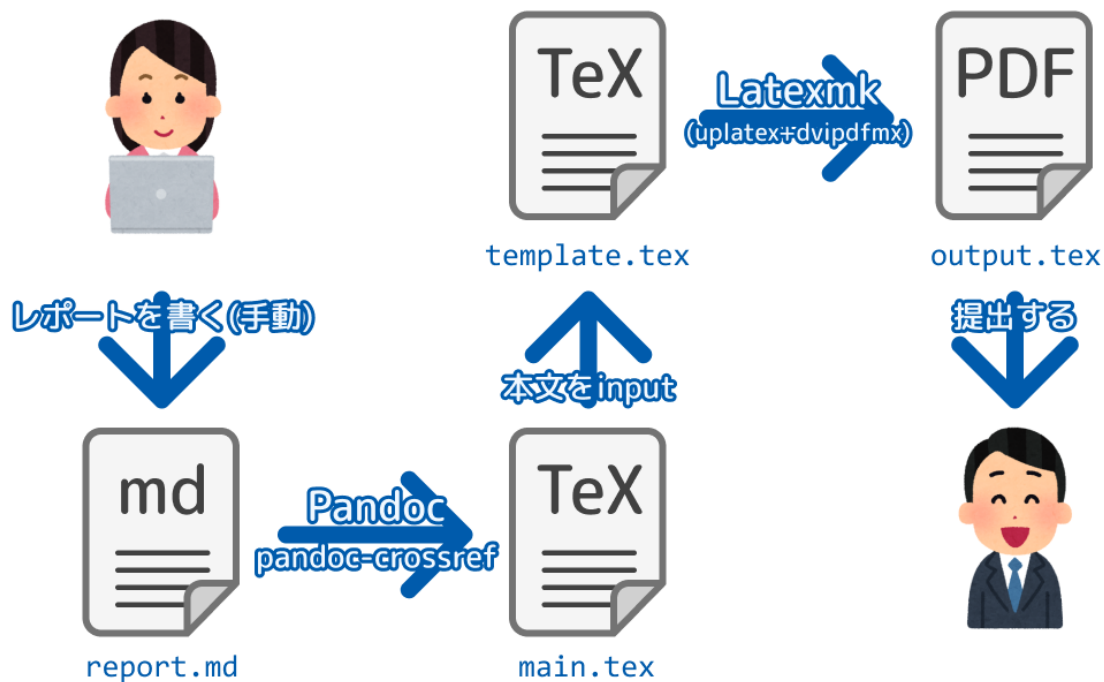 TeX
Latexmk
(uplatex+dvipdfmx)
PDF
template.tex
output.tex
レポートを書く(手動)
本文をinput
提出する
md
Pandoc
pandoc-crossref
TeX
report.md
main.tex